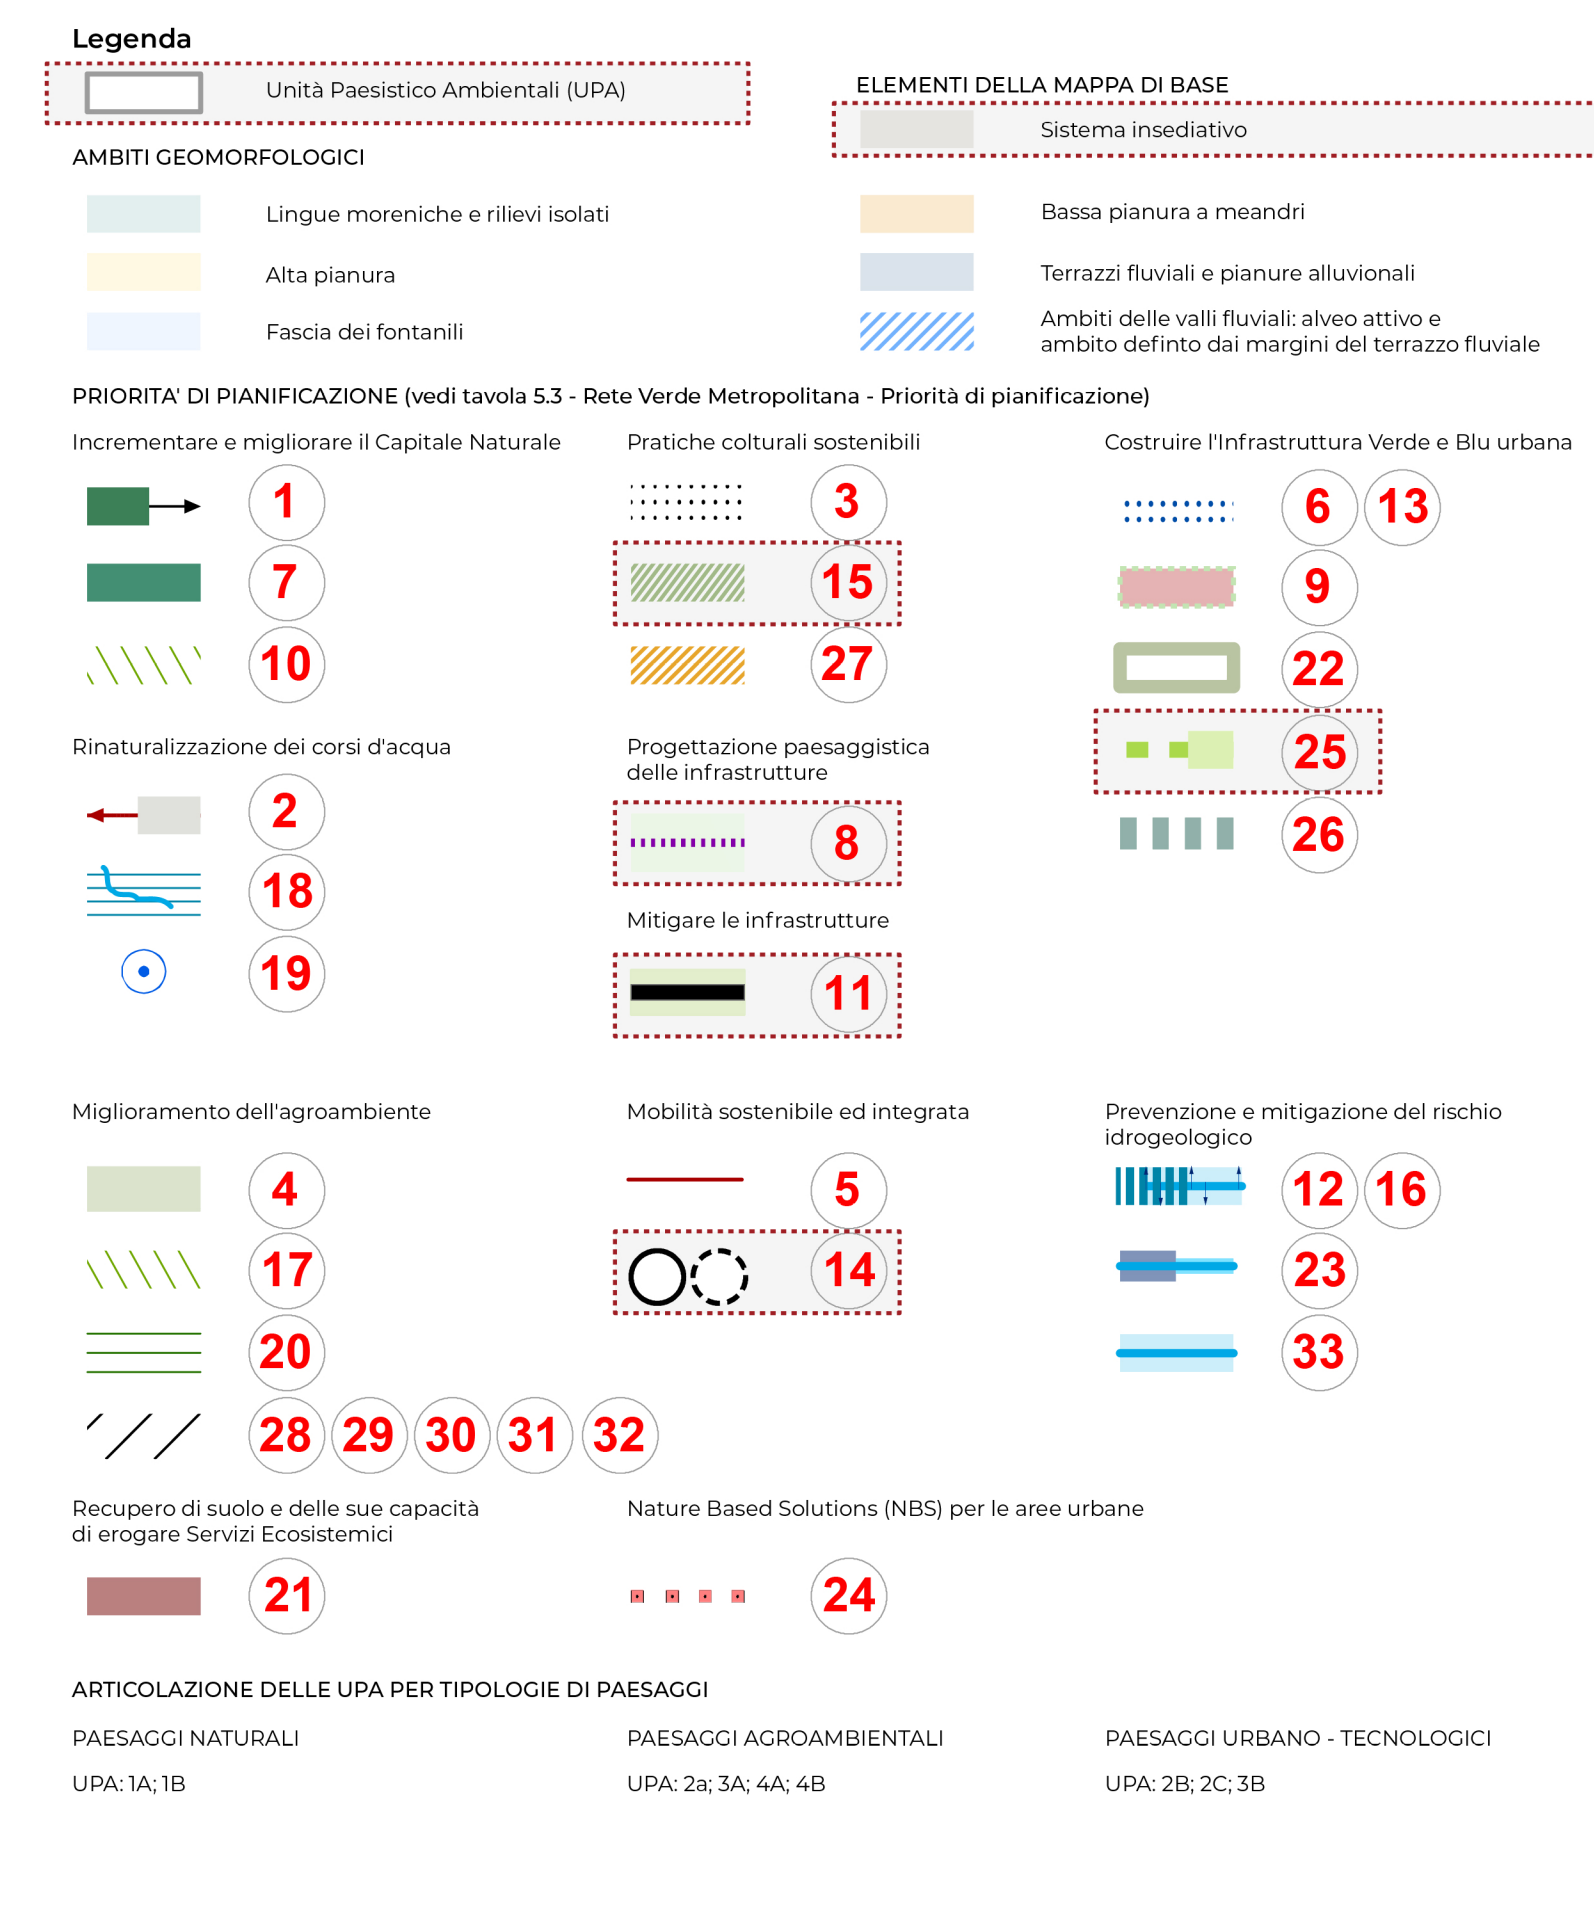 Legenda
Unità Paesistico Ambientali (UPA)
ELEMENTI DELLA MAPPA DI BASE
Sistema insediativo
AMBITI GEOMORFOLOGICI
Lingue moreniche e rilievi isolati
Bassa pianura a meandri
Alta pianura
Terrazzi fluviali e pianure alluvionali
Fascia dei fontanili
Ambiti delle valli fluviali: alveo attivo e
ambito definto dai margini del terrazzo fluviale
PRIORITA' DI PIANIFICAZIONE (vedi tavola 5.3 - Rete Verde Metropolitana - Priorità di pianificazione)
Incrementare e migliorare il Capitale Naturale
1
7
10
Pratiche colturali sostenibili
3
15
27
Costruire l'Infrastruttura Verde e Blu urbana
6 13
9
22
25
26
Rinaturalizzazione dei corsi d'acqua
2
18
19
Progettazione paesaggistica
delle infrastrutture
8
Mitigare le infrastrutture
11
Miglioramento dell'agroambiente
4
17
20
28 29 30 31 32
Mobilità sostenibile ed integrata
5
14
Prevenzione e mitigazione del rischio
idrogeologico
12 16
23
33
Recupero di suolo e delle sue capacità
di erogare Servizi Ecosistemici
21
Nature Based Solutions (NBS) per le aree urbane
24
ARTICOLAZIONE DELLE UPA PER TIPOLOGIE DI PAESAGGI
PAESAGGI NATURALI
UPA: 1A; 1B
PAESAGGI AGROAMBIENTALI
UPA: 2a; 3A; 4A; 4B
PAESAGGI URBANO - TECNOLOGICI
UPA: 2B; 2C; 3B